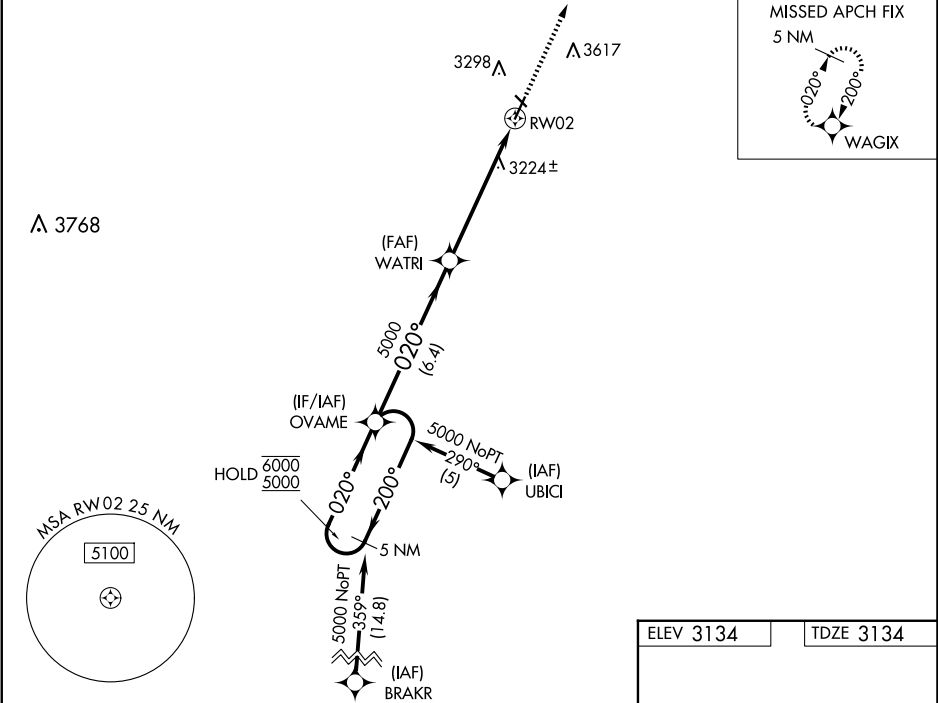 MISSED APCH FIX
5 NM
020°
200°
WAGIX
3298
3617
RW02
3224±
3768
(FAF)
WATRI
5000
020°
(6.4)
(IF/IAF)
OVAME
HOLD 6000
5000
020°
200°
5000 NoPT
290°
(5)
(IAF)
UBICI
5 NM
MSA RW02 25 NM
5100
5000 NoPT
359°
(14.8)
(IAF)
BRAKR
ELEV 3134
TDZE 3134